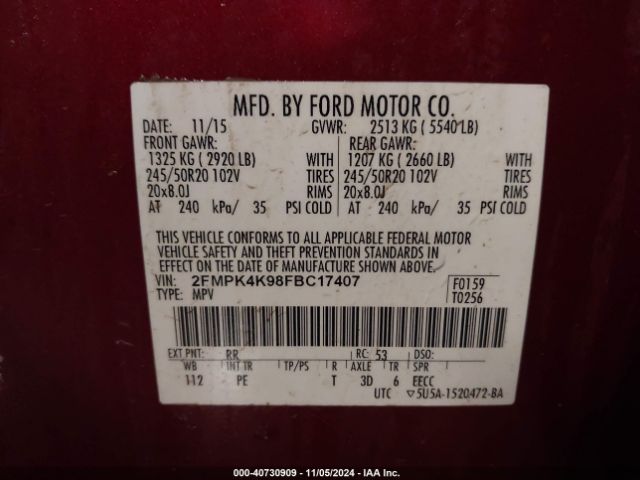 MFD. BY FORD MOTOR CO.
DATE: 11/15 GVWR: 2513 KG ( 5540 LB)
FRONT GAWR: REAR GAWR:
1325 KG ( 2920 LB) WITH 1207 KG ( 2660 LB) WITH
245/50R20 102V TIRES 245/50R20 102V TIRES
20x8.0J RIMS 20x8.0J RIMS
AT 240 kPa/ 35 PSI COLD AT 240 kPa/ 35 PSI COLD
THIS VEHICLE CONFORMS TO ALL APPLICABLE FEDERAL MOTOR
VEHICLE SAFETY AND THEFT PREVENTION STANDARDS IN
EFFECT ON THE DATE OF MANUFACTURE SHOWN ABOVE.
VIN: 2FMPK4K98FBC17407 F0159
TYPE: MPV T0256
EXT PNT: RR RC: 53 DSO:
WB INT TR TP/PS R AXLE TR SPR
112 PE T 3D 6 EECC
UTC ▽5U5A-1520472-BA
© - 40730909 - 11/05/2024 - IAAI, Inc.